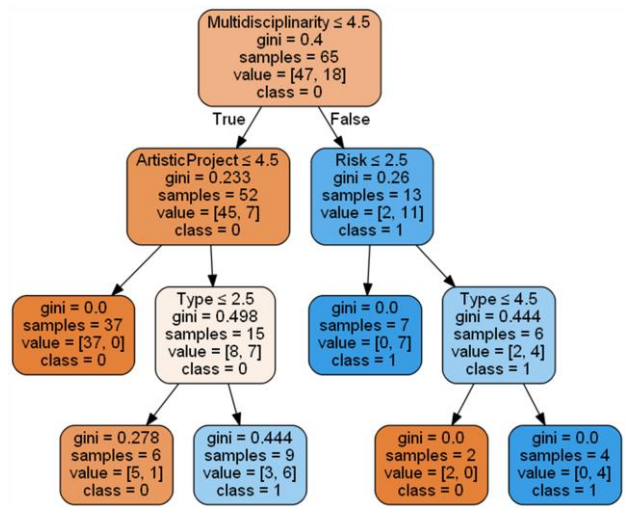 Multidisciplinarity ≤ 4.5
gini = 0.4
samples = 65
value = [47, 18]
class = 0
True
False
ArtisticProject ≤ 4.5
gini = 0.233
samples = 52
value = [45, 7]
class = 0
Risk ≤ 2.5
gini = 0.26
samples = 13
value = [2, 11]
class = 1
gini = 0.0
samples = 37
value = [37, 0]
class = 0
Type ≤ 2.5
gini = 0.498
samples = 15
value = [8, 7]
class = 0
gini = 0.0
samples = 7
value = [0, 7]
class = 1
Type ≤ 4.5
gini = 0.444
samples = 6
value = [2, 4]
class = 1
gini = 0.278
samples = 6
value = [5, 1]
class = 0
gini = 0.444
samples = 9
value = [3, 6]
class = 1
gini = 0.0
samples = 2
value = [2, 0]
class = 0
gini = 0.0
samples = 4
value = [0, 4]
class = 1